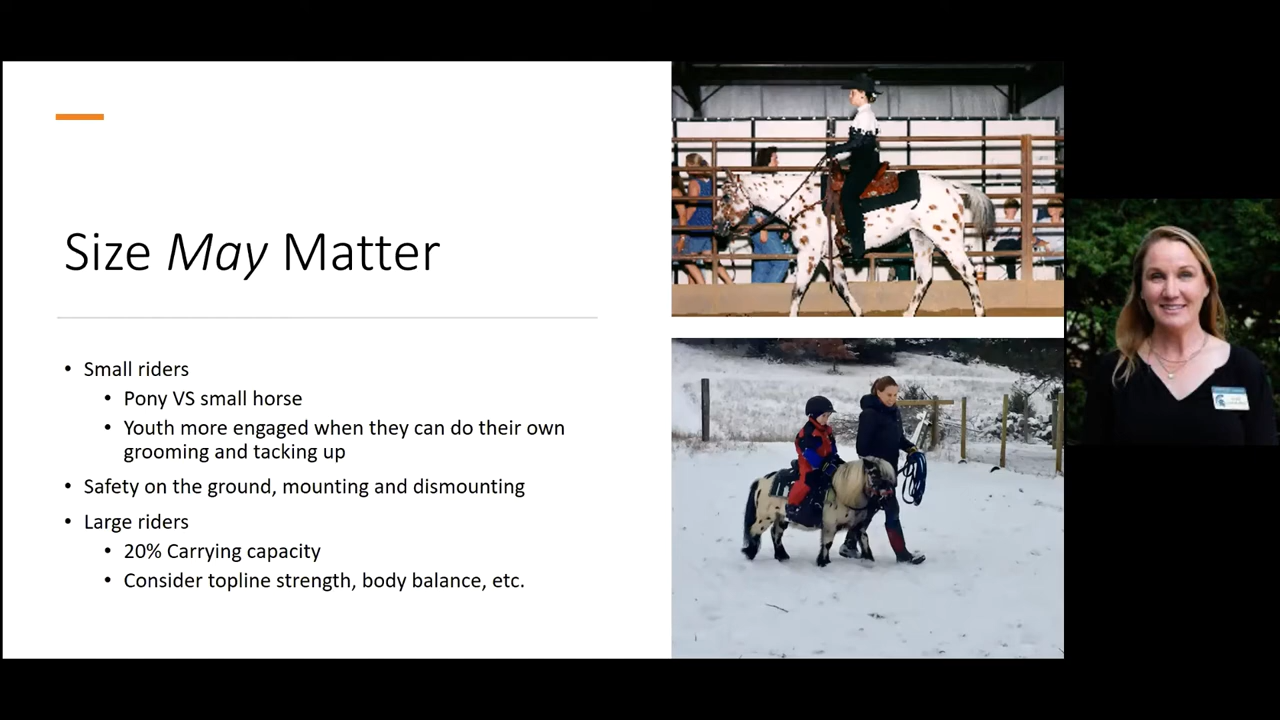 Size May Matter
• Small riders
• Pony VS small horse
• Youth more engaged when they can do their own
grooming and tacking up
• Safety on the ground, mounting and dismounting
• Large riders
• 20% Carrying capacity
• Consider topline strength, body balance, etc.